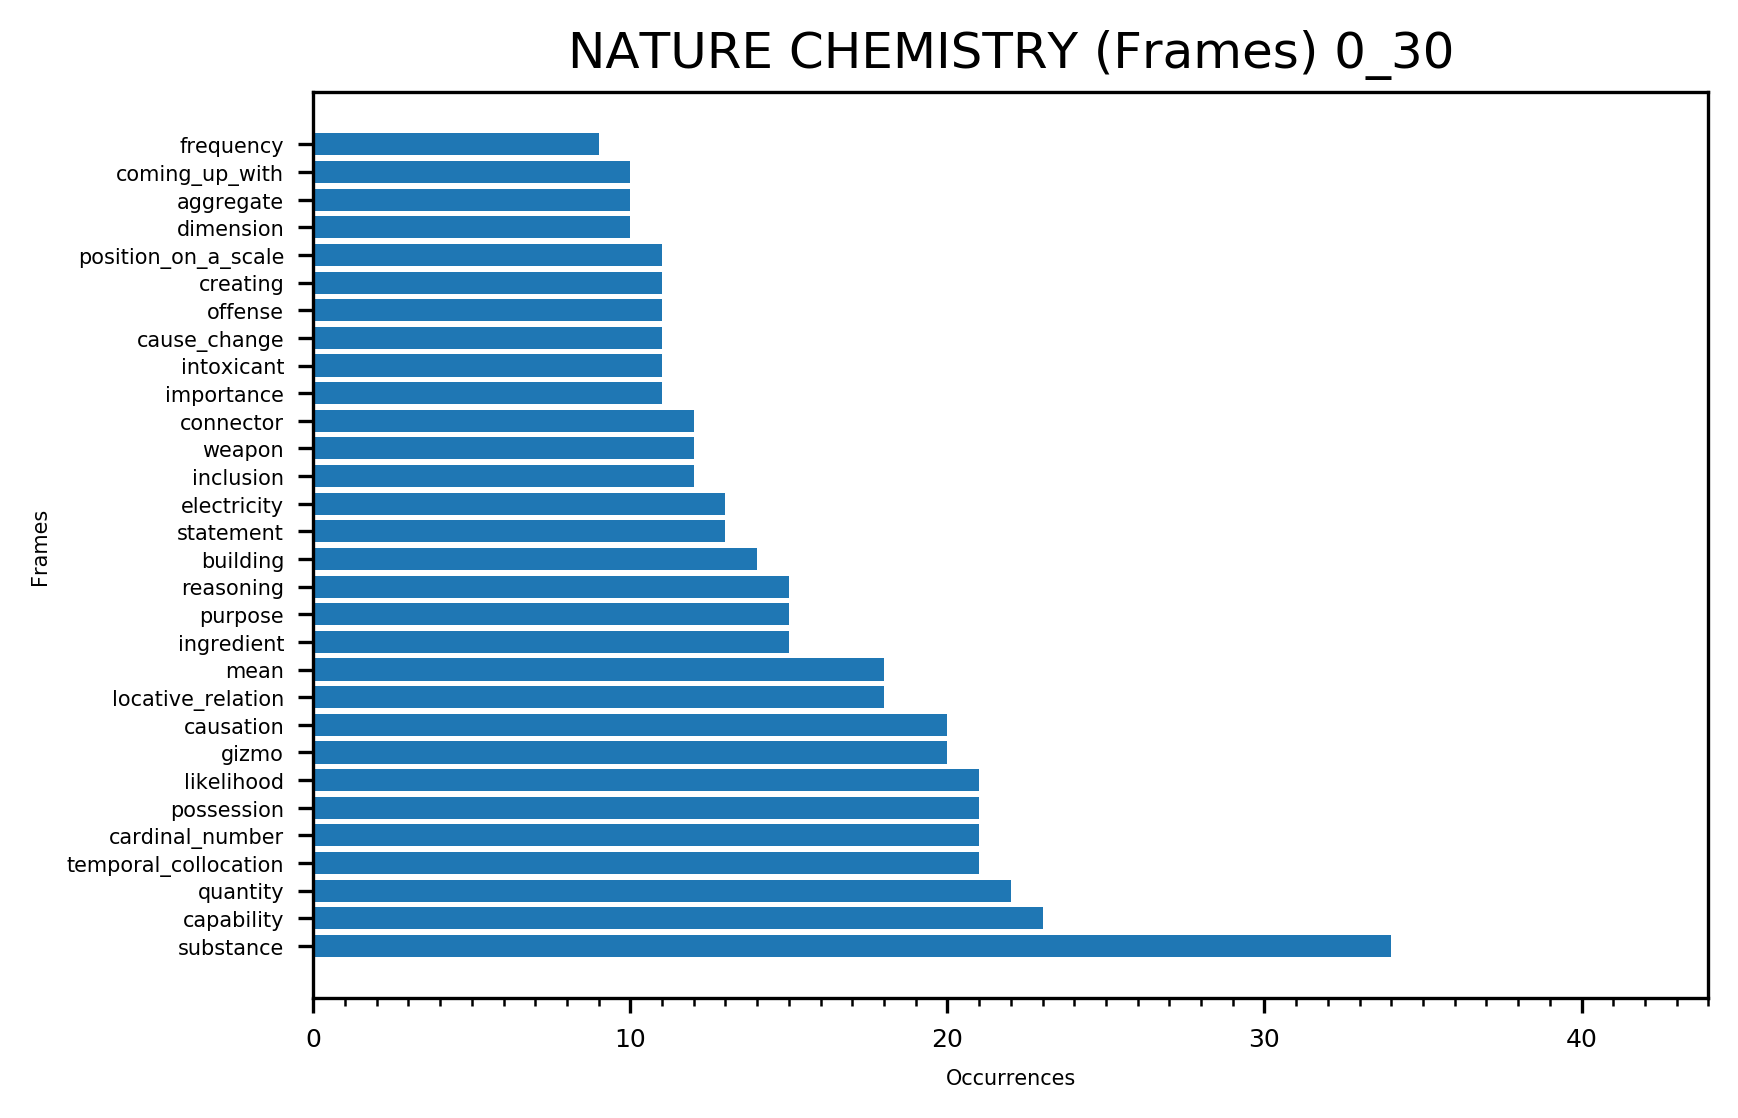 NATURE CHEMISTRY (Frames) 0_30
frequency
coming_up_with
aggregate
dimension
position_on_a_scale
creating
offense
cause_change
intoxicant
importance
connector
weapon
inclusion
electricity
statement
building
reasoning
purpose
ingredient
mean
locative_relation
causation
gizmo
likelihood
possession
cardinal_number
temporal_collocation
quantity
capability
substance
Frames
0 10 20 30 40
Occurrences